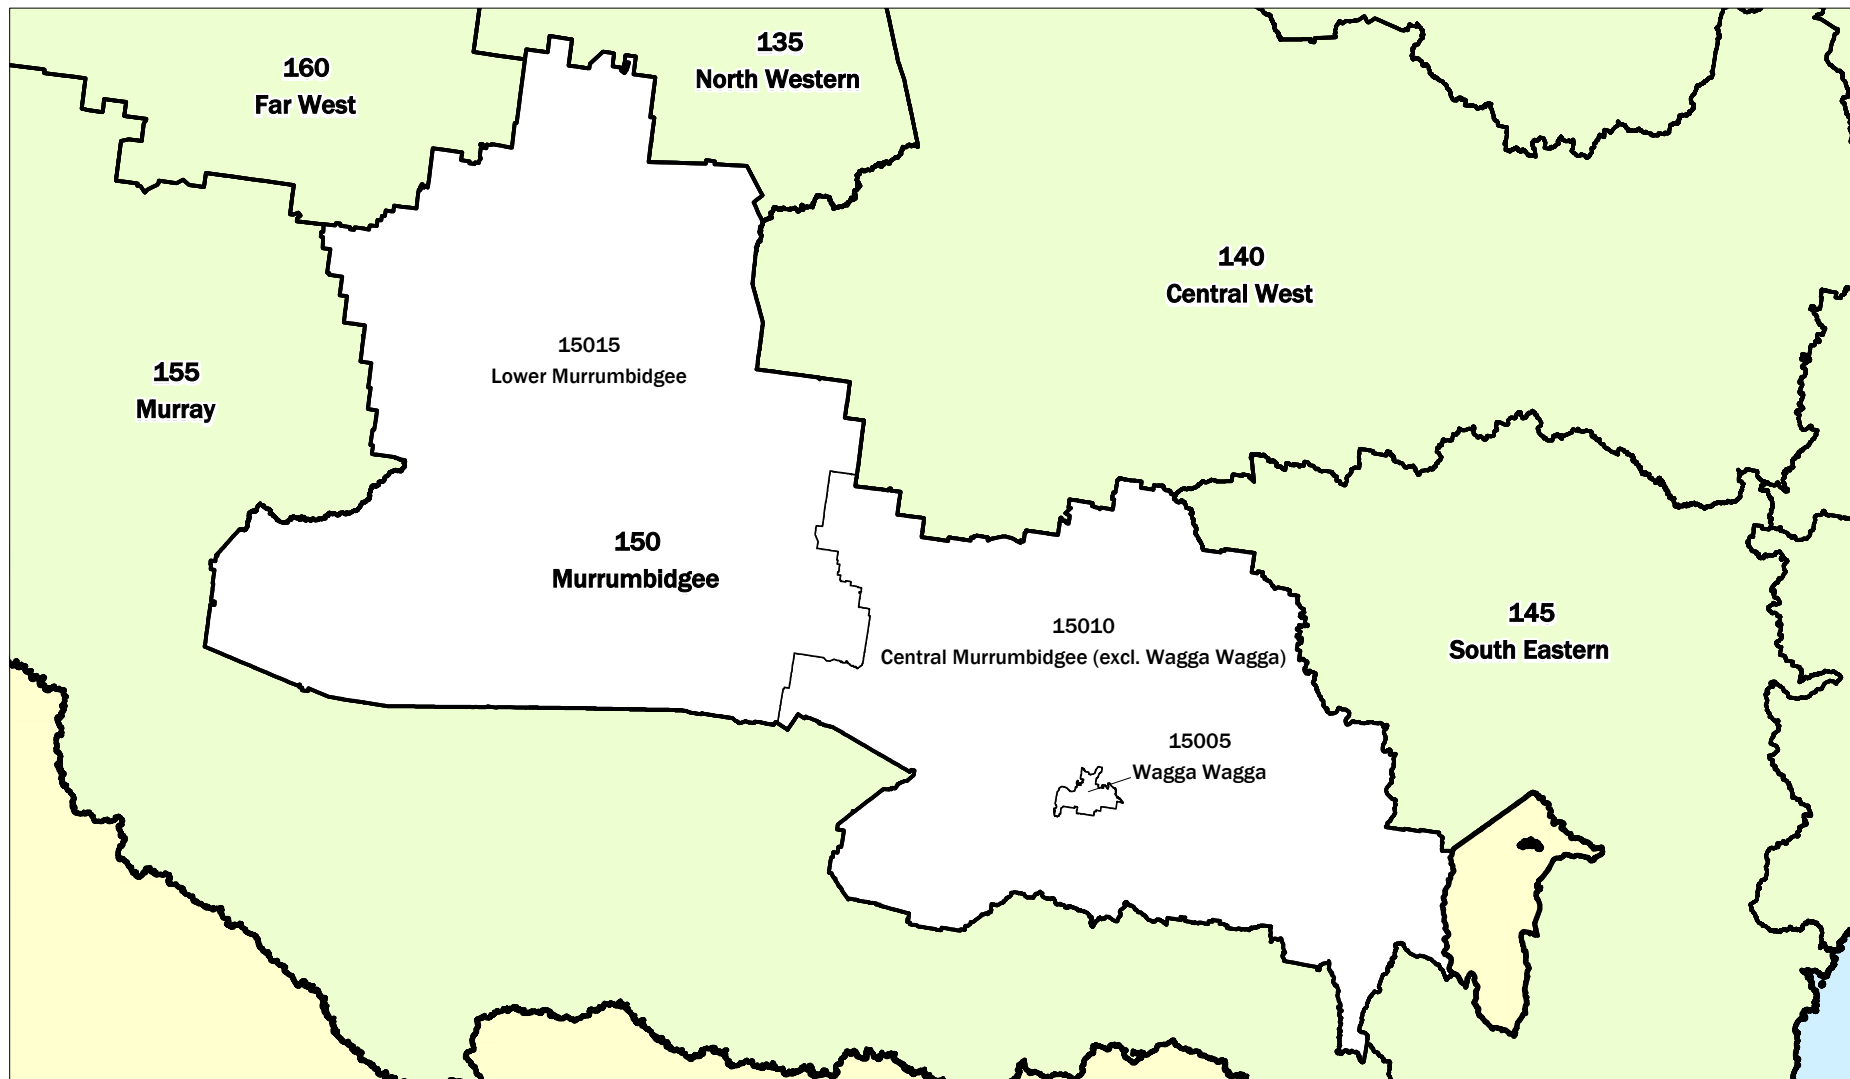 135
North Western
160
Far West
140
Central West
15015
Lower Murrumbidgee
155
Murray
150
Murrumbidgee
145
South Eastern
15010
Central Murrumbidgee (excl. Wagga Wagga)
15005
Wagga Wagga